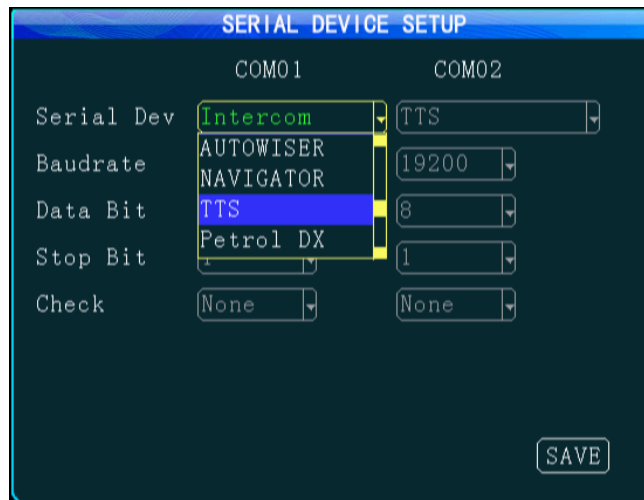 SERIAL DEVICE SETUP
COM01 COM02
Serial Dev Intercom TTS
AUTOWISER
Baudrate 19200
NAVIGATOR
Data Bit TTS 8
Petrol DX
Stop Bit 1 1
Check None None
SAVE